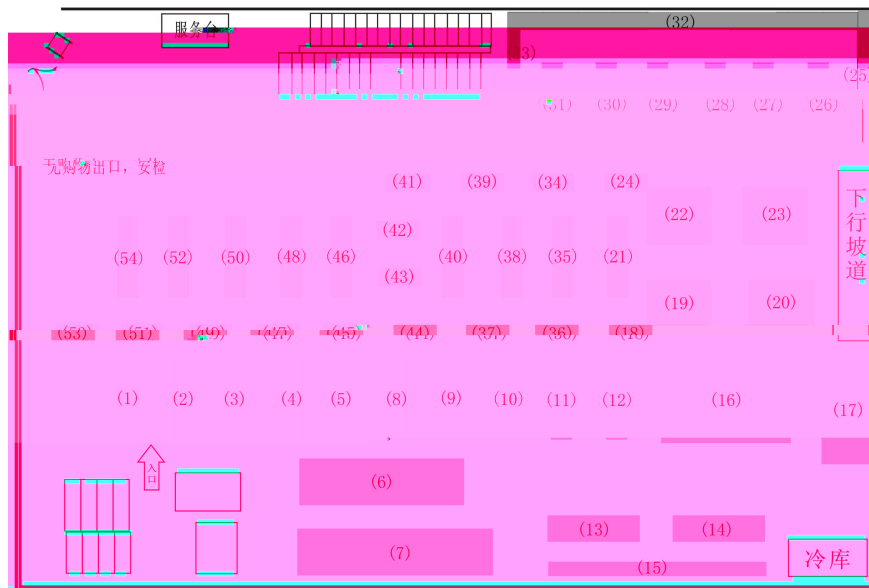 服务台
(32)
(33)
(25)
(31) (30) (29) (28) (27) (26)
无购物出口，安检
(41) (39) (34) (24)
下行坡道
(22) (23)
(42)
(54) (52) (50) (48) (46) (40) (38) (35) (21)
(43)
(19) (20)
(53) (51) (49) (47) (45) (44) (37) (36) (18)
(1) (2) (3) (4) (5) (8) (9) (10) (11) (12) (16)
(17)
入口
(6)
(13) (14)
(7)
冷库
(15)